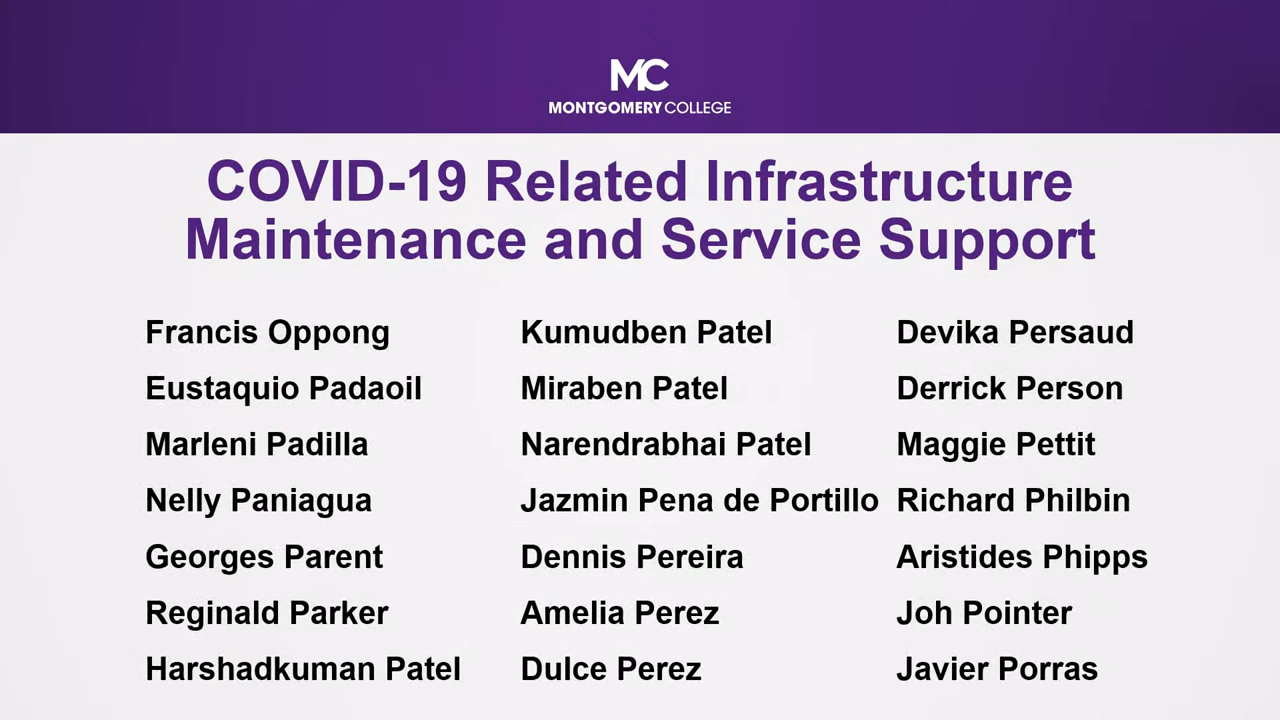 MC
MONTGOMERY COLLEGE
COVID-19 Related Infrastructure
Maintenance and Service Support
Francis Oppong
Eustaquio Padaoil
Marleni Padilla
Nelly Paniagua
Georges Parent
Reginald Parker
Harshadkuman Patel
Kumudben Patel
Miraben Patel
Narendrabhai Patel
Jazmin Pena de Portillo
Dennis Pereira
Amelia Perez
Dulce Perez
Devika Persaud
Derrick Person
Maggie Pettit
Richard Philbin
Aristides Phipps
Joh Pointer
Javier Porras